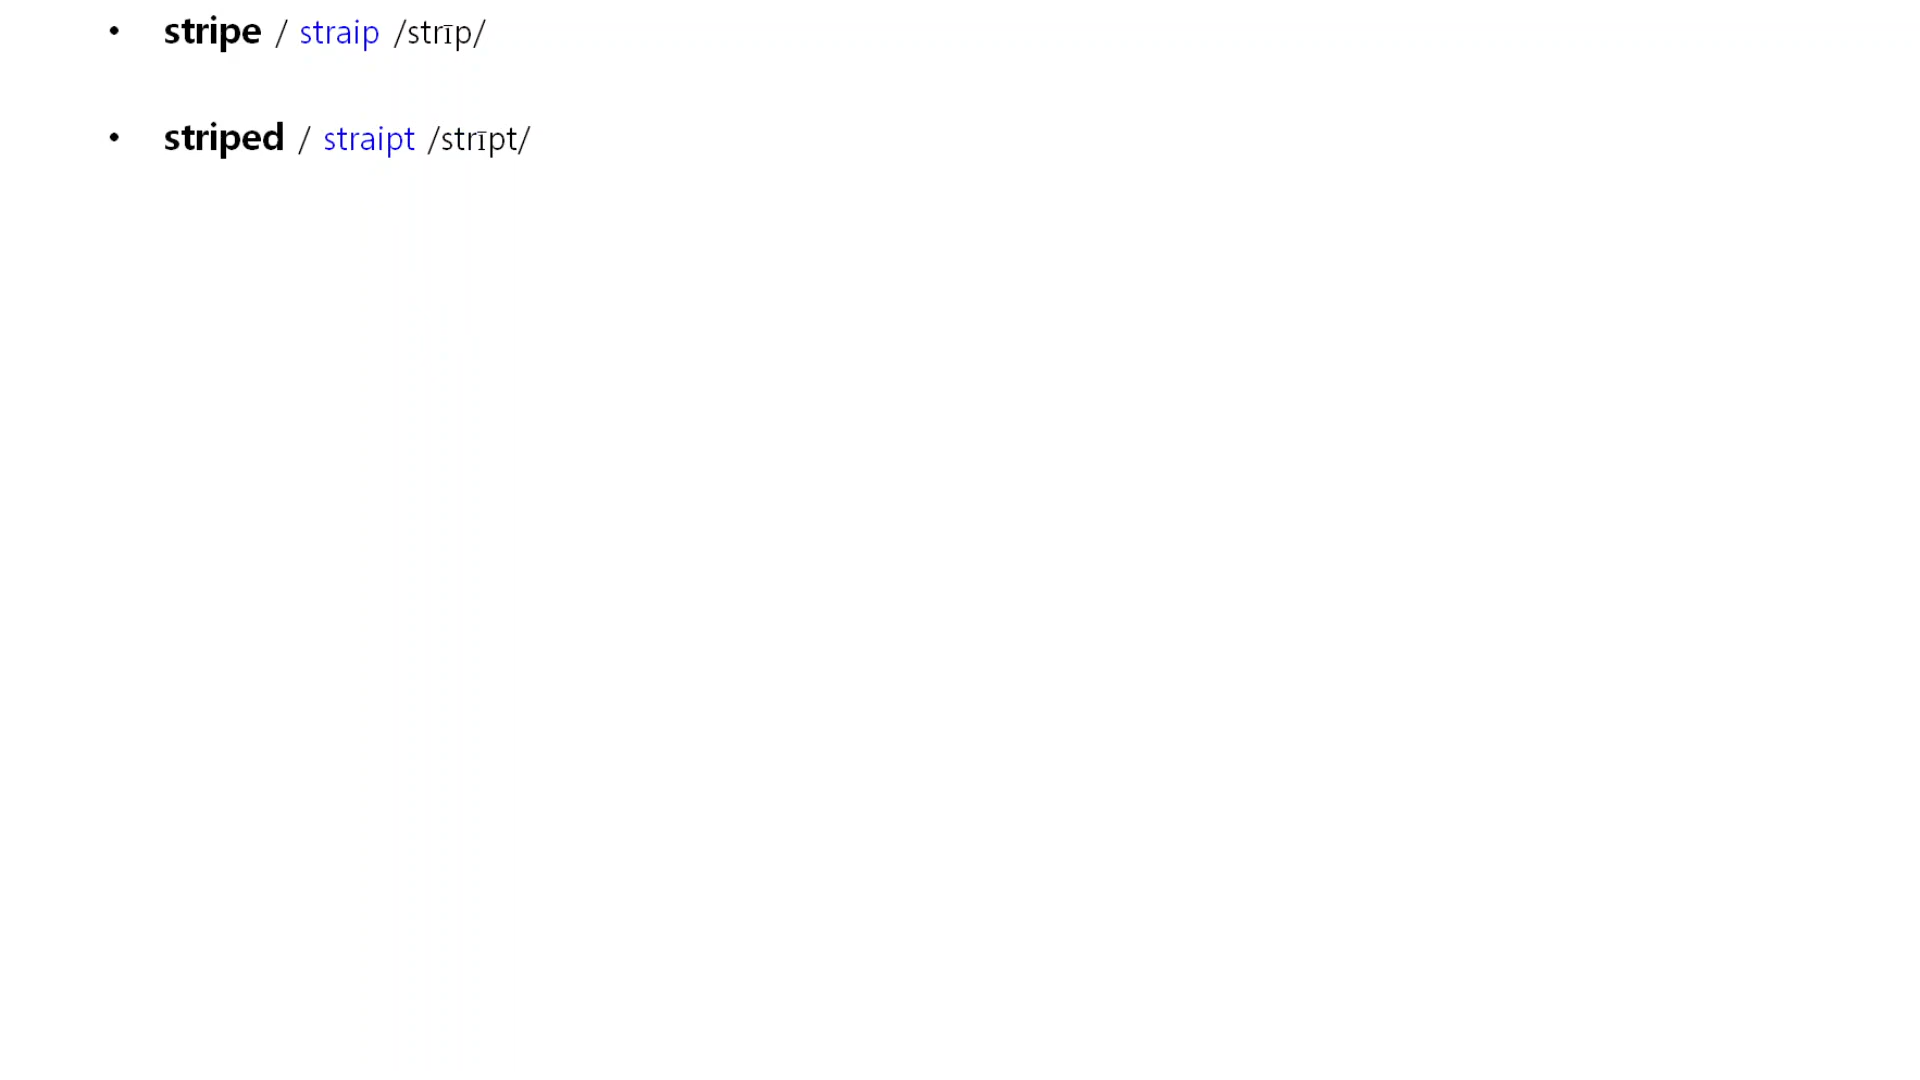 • stripe / straip /strīp/
• striped / straipt /strīpt/